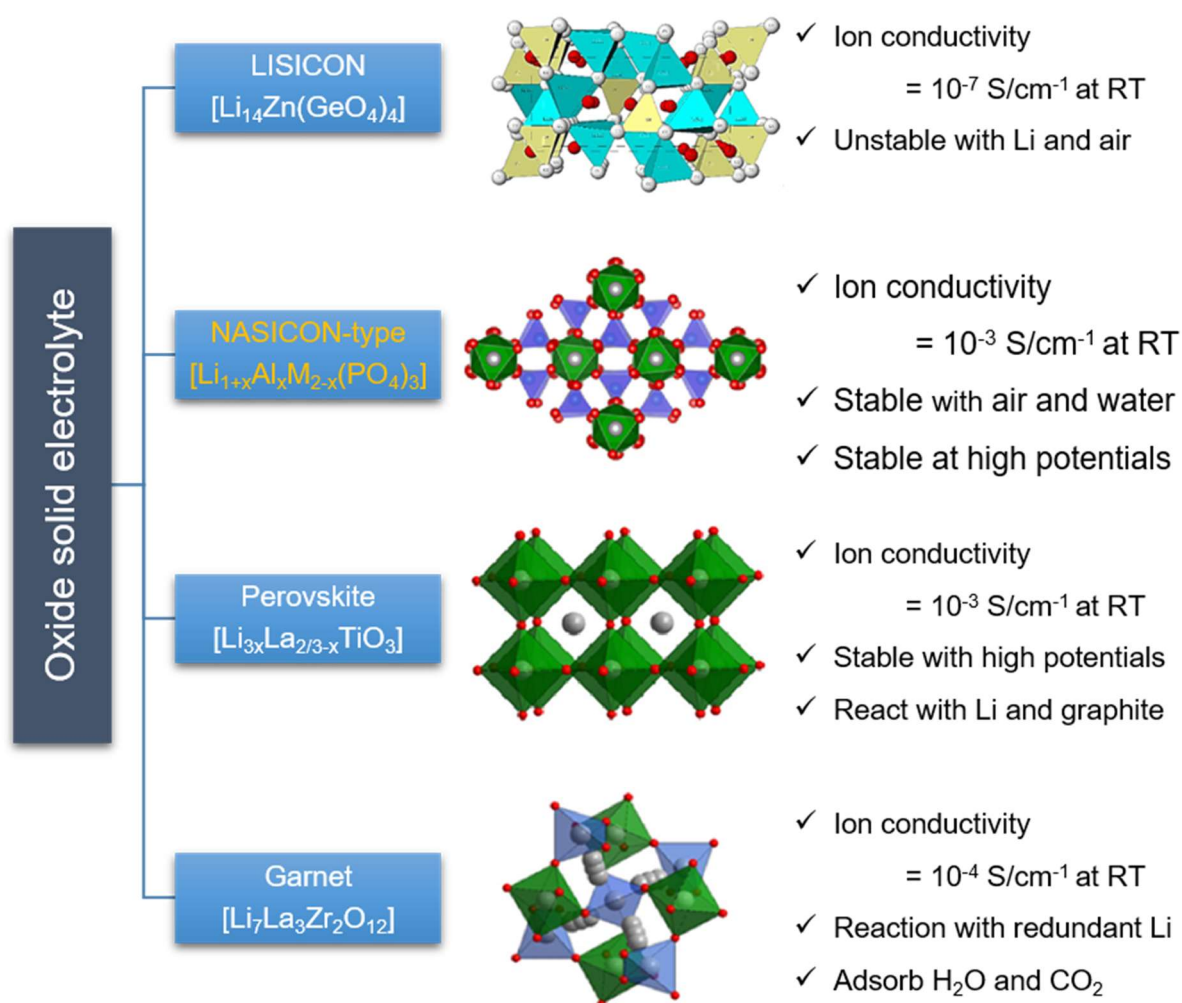 Oxide solid electrolyte
LISICON
[Li₁₄Zn(GeO₄)₄]
✓ Ion conductivity
= 10⁻⁷ S/cm⁻¹ at RT
✓ Unstable with Li and air
NASICON-type
[Li₁₊ₓAlₓM₂₋ₓ(PO₄)₃]
✓ Ion conductivity
= 10⁻³ S/cm⁻¹ at RT
✓ Stable with air and water
✓ Stable at high potentials
Perovskite
[Li₃ₓLa₂/₃₋ₓTiO₃]
✓ Ion conductivity
= 10⁻³ S/cm⁻¹ at RT
✓ Stable with high potentials
✓ React with Li and graphite
Garnet
[Li₇La₃Zr₂O₁₂]
✓ Ion conductivity
= 10⁻⁴ S/cm⁻¹ at RT
✓ Reaction with redundant Li
✓ Adsorb H₂O and CO₂